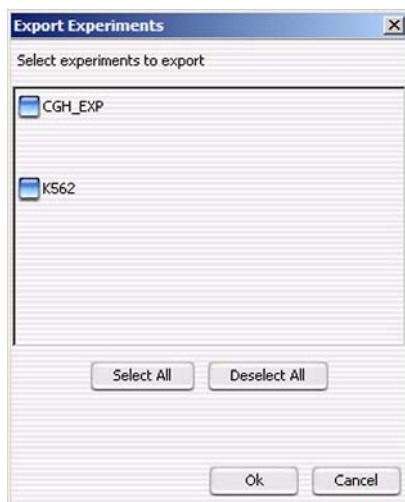 Export Experiments
Select experiments to export
CGH_EXP
K562
Select All Deselect All
Ok Cancel